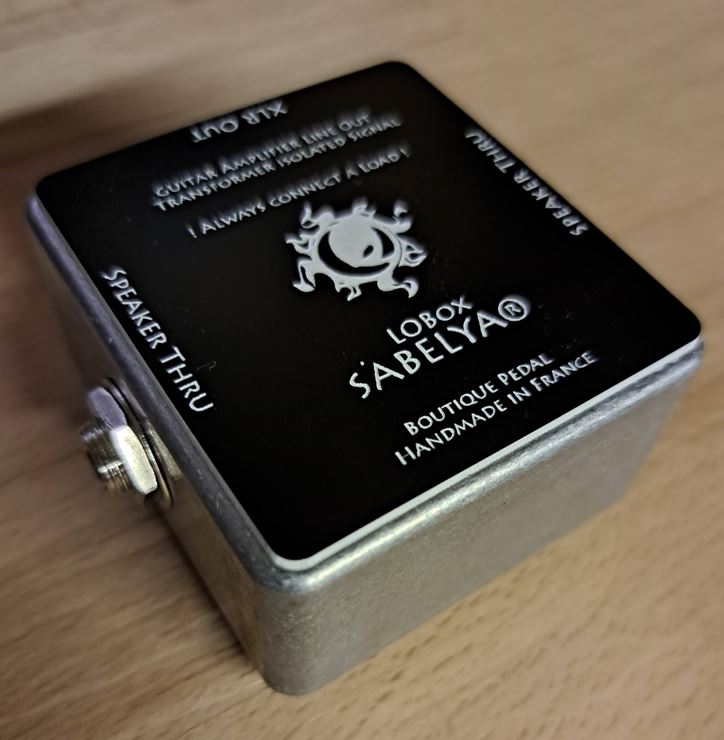 XLR OUT
GUITAR AMPLIFIER LINE OUT
TRANSFORMER ISOLATED SIGNAL
! ALWAYS CONNECT A LOAD !
SPEAKER THRU
SPEAKER THRU
LOBOX
S'ABELYA®
BOUTIQUE PEDAL
HANDMADE IN FRANCE